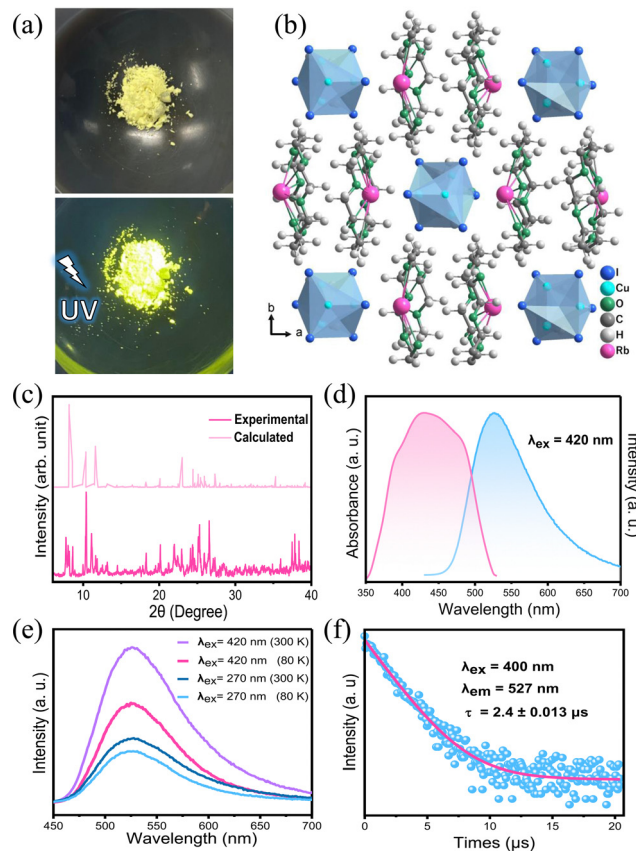 (a)
UV
(b)
b
a
I
Cu
O
C
H
Rb
(c)
Intensity (arb. unit)
Experimental
Calculated
10
20
30
40
2θ (Degree)
(d)
Absorbance (a. u.)
λex = 420 nm
Intensity (a. u.)
350
400
450
500
550
600
700
Wavelength (nm)
(e)
Intensity (a. u.)
λex= 420 nm (300 K)
λex= 420 nm (80 K)
λex= 270 nm (300 K)
λex= 270 nm (80 K)
450
500
550
600
650
700
Wavelength (nm)
(f)
Intensity (a. u)
λex = 400 nm
λem = 527 nm
τ = 2.4 ± 0.013 μs
0
5
10
15
20
Times (μs)